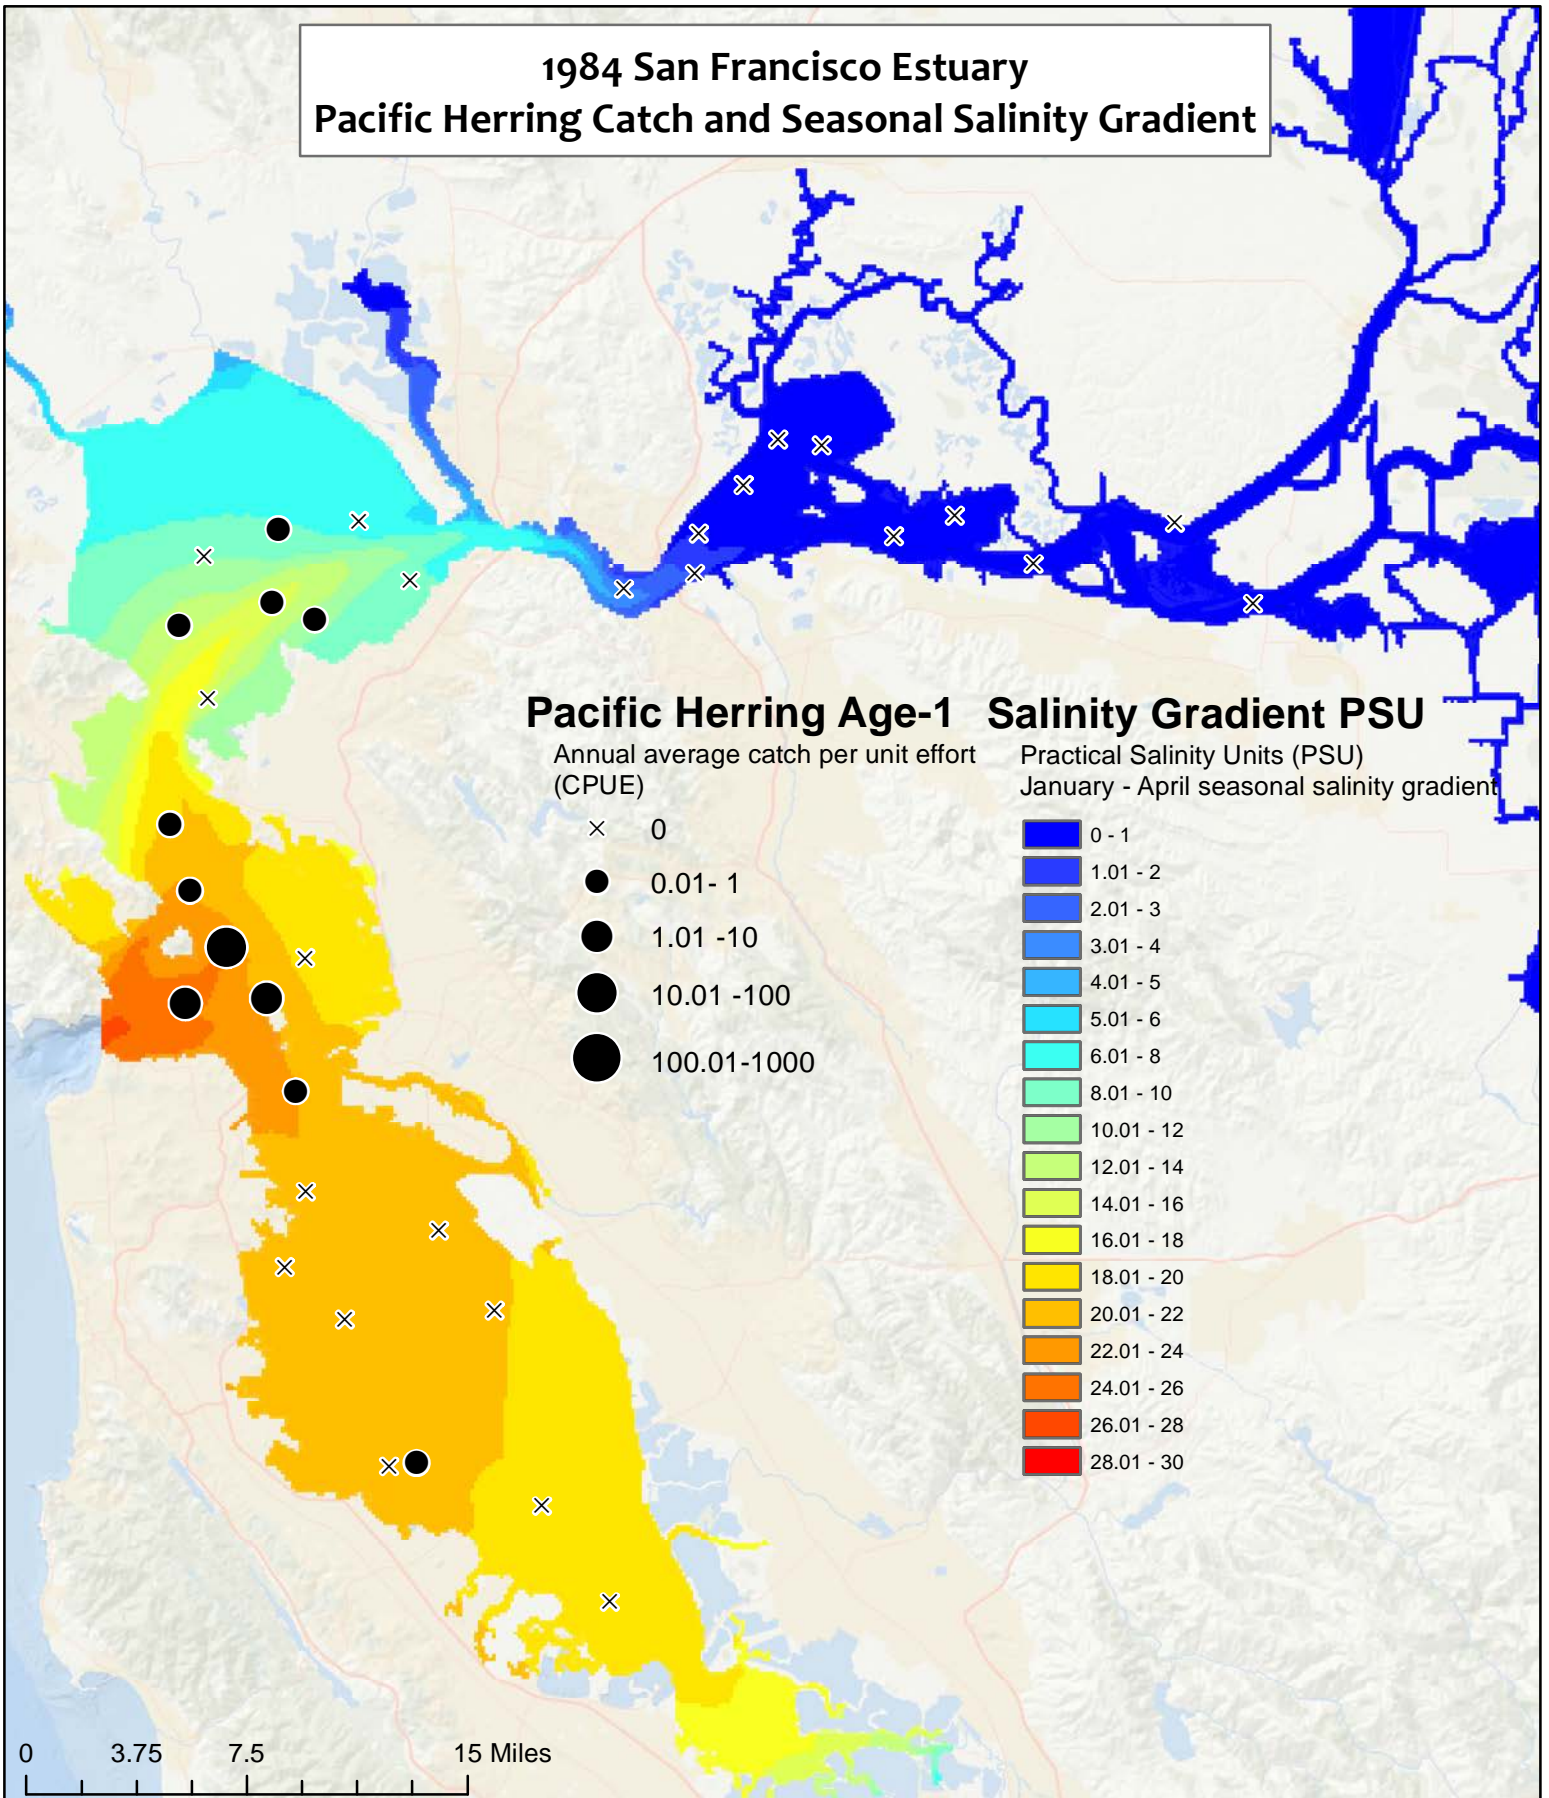 1984 San Francisco Estuary
Pacific Herring Catch and Seasonal Salinity Gradient
Pacific Herring Age-1
Annual average catch per unit effort
(CPUE)
0
0.01- 1
1.01 -10
10.01 -100
100.01-1000
Salinity Gradient PSU
Practical Salinity Units (PSU)
January - April seasonal salinity gradient
0 - 1
1.01 - 2
2.01 - 3
3.01 - 4
4.01 - 5
5.01 - 6
6.01 - 8
8.01 - 10
10.01 - 12
12.01 - 14
14.01 - 16
16.01 - 18
18.01 - 20
20.01 - 22
22.01 - 24
24.01 - 26
26.01 - 28
28.01 - 30
0 3.75 7.5 15 Miles